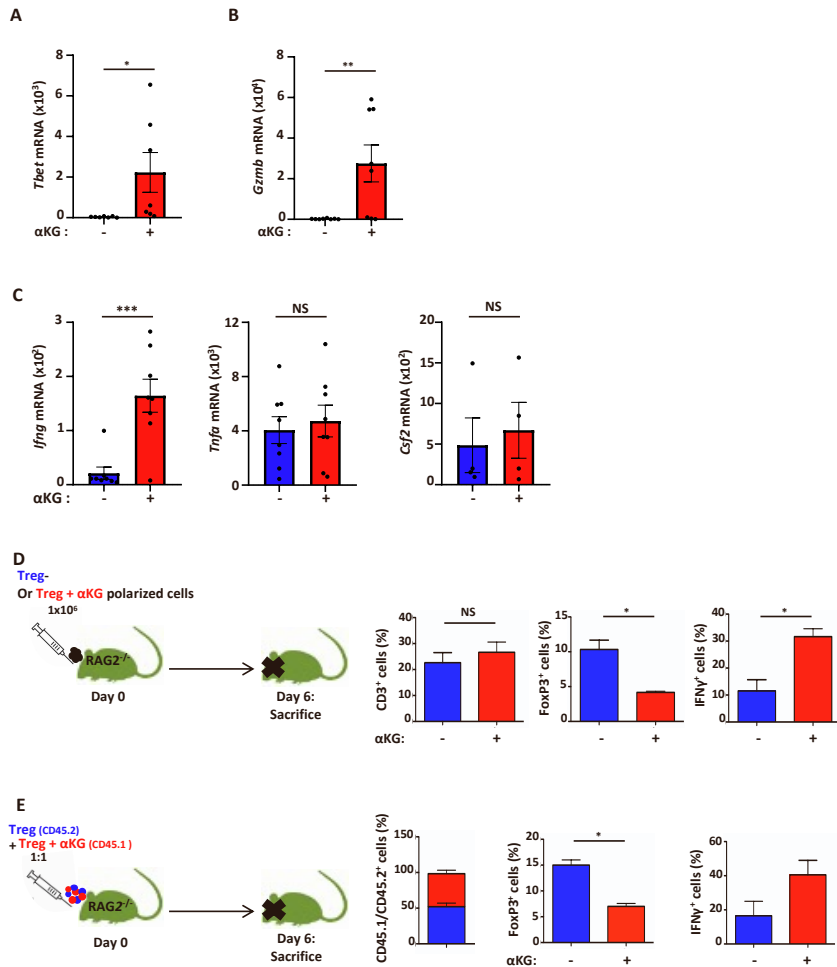 A
Tbet mRNA (x10³)
8
6
4
2
0
*
αKG :
-
+
B
Gzmb mRNA (x10⁴)
8
6
4
2
0
**
αKG :
-
+
C
Ifng mRNA (x10²)
3
2
1
0
***
αKG :
-
+
Tnfa mRNA (x10³)
12
8
4
0
NS
-
+
Csf2 mRNA (x10²)
20
15
10
5
0
NS
-
+
D
Treg-
Or Treg + αKG polarized cells
1x10⁶
RAG2⁻/⁻
Day 0
Day 6:
Sacrifice
CD3⁺ cells (%)
40
30
20
10
0
NS
αKG:
-
+
FoxP3⁺ cells (%)
15
10
5
0
*
-
+
IFNγ⁺ cells (%)
40
30
20
10
0
*
-
+
E
Treg (CD45.2)
+ Treg + αKG (CD45.1 )
1:1
RAG2⁻/⁻
Day 0
Day 6:
Sacrifice
CD45.1/CD45.2⁺ cells (%)
150
100
50
0
FoxP3⁺ cells (%)
20
15
10
5
0
*
αKG:
-
+
IFNγ⁺ cells (%)
60
40
20
0
-
+